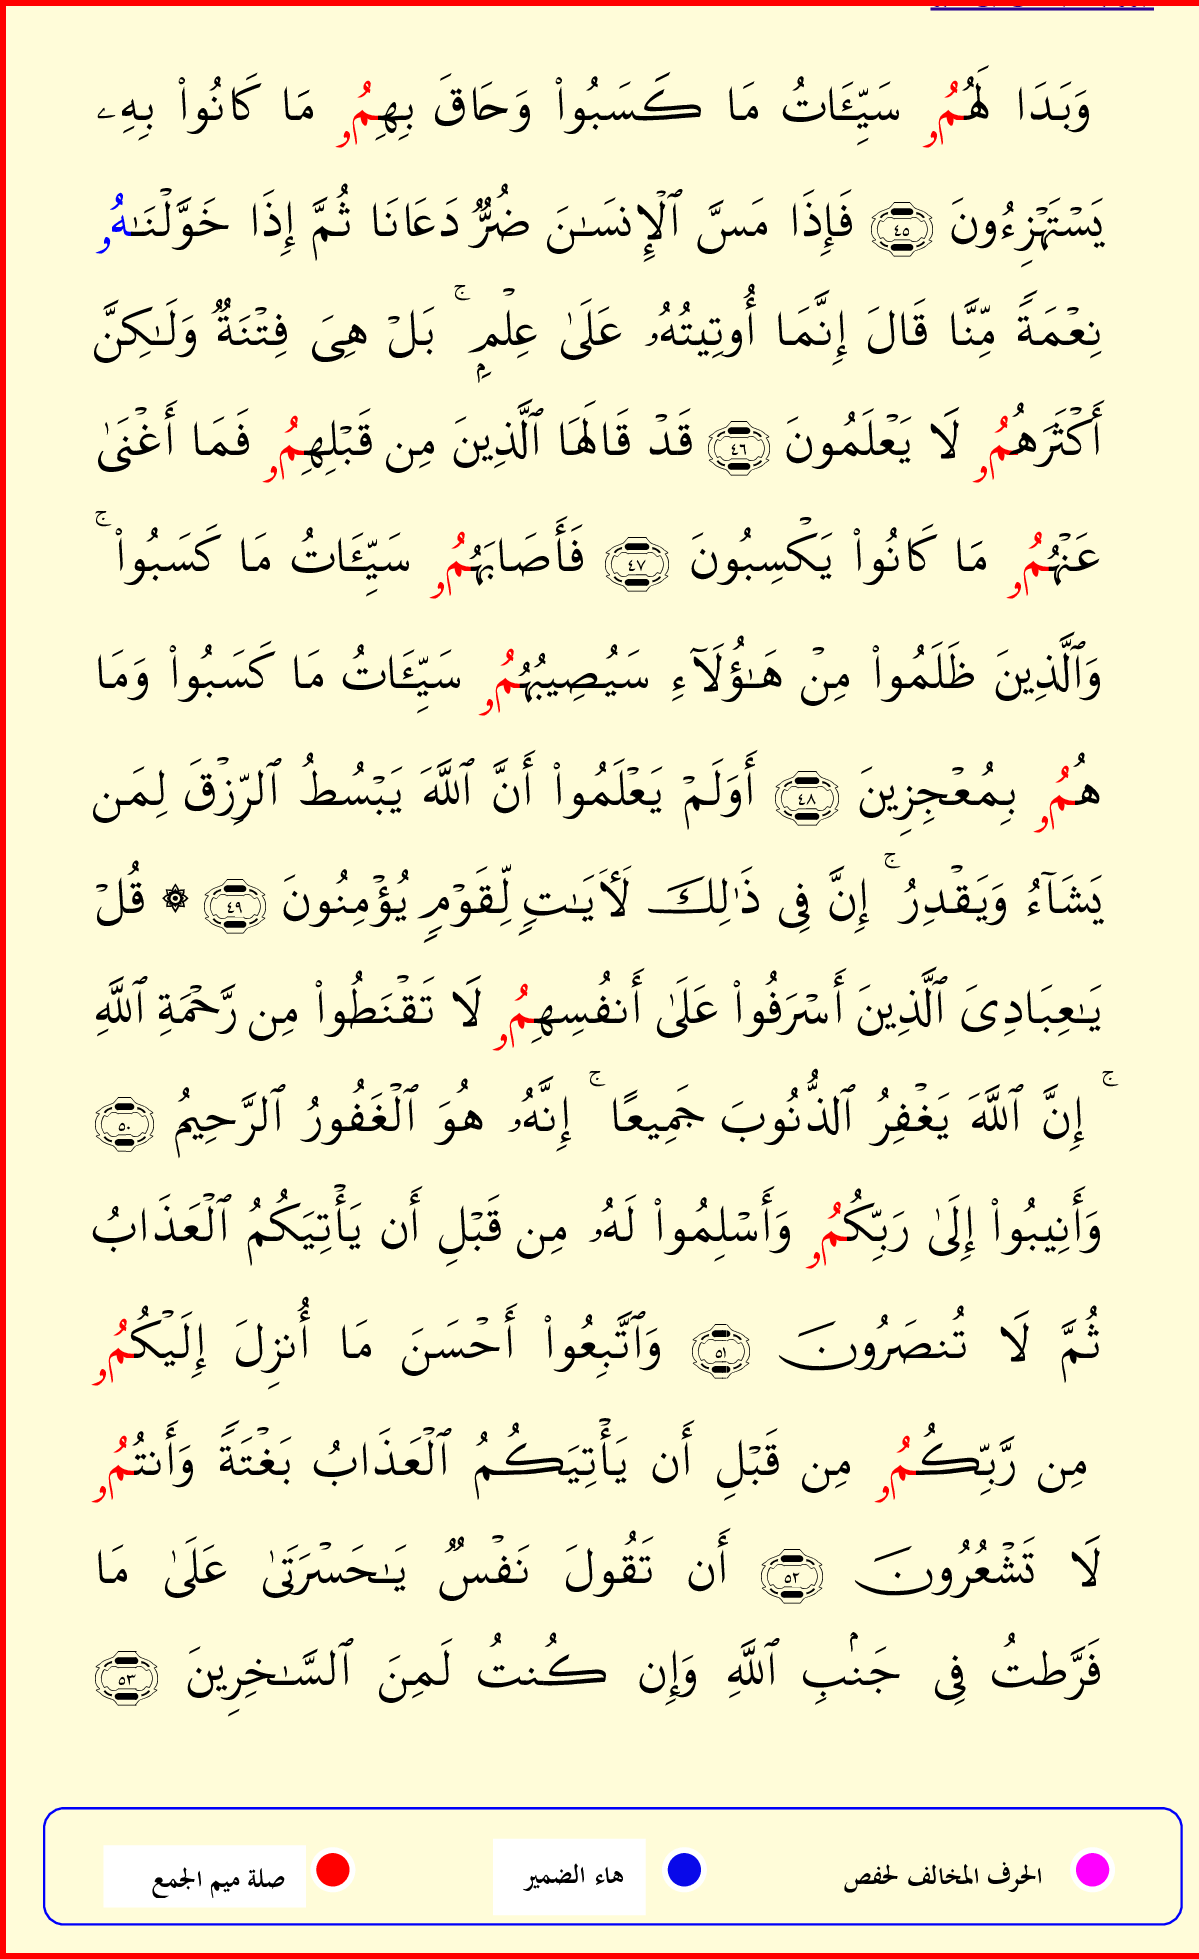 وَبَدَا لَهُمُو سَيِّـَٔاتُ مَا كَسَبُوا۟ وَحَاقَ بِهِمُو مَا كَانُوا۟ بِهِۦ
يَسْتَهْزِءُونَ ٤٥ فَإِذَا مَسَّ ٱلْإِنسَـٰنَ ضُرٌّ دَعَانَا ثُمَّ إِذَا خَوَّلْنَـٰهُو
نِعْمَةً مِّنَّا قَالَ إِنَّمَا أُوتِيتُهُۥ عَلَىٰ عِلْمٍۭ ۚ بَلْ هِىَ فِتْنَةٌ وَلَـٰكِنَّ
أَكْثَرَهُمُو لَا يَعْلَمُونَ ٤٦ قَدْ قَالَهَا ٱلَّذِينَ مِن قَبْلِهِمُو فَمَا أَغْنَىٰ
عَنْهُمُو مَا كَانُوا۟ يَكْسِبُونَ ٤٧ فَأَصَابَهُمُو سَيِّـَٔاتُ مَا كَسَبُوا۟ ۚ
وَٱلَّذِينَ ظَلَمُوا۟ مِنْ هَـٰٓؤُلَآءِ سَيُصِيبُهُمُو سَيِّـَٔاتُ مَا كَسَبُوا۟ وَمَا
هُمُو بِمُعْجِزِينَ ٤٨ أَوَلَمْ يَعْلَمُوا۟ أَنَّ ٱللَّهَ يَبْسُطُ ٱلرِّزْقَ لِمَن
يَشَآءُ وَيَقْدِرُ ۚ إِنَّ فِى ذَٰلِكَ لَـَٔايَـٰتٍ لِّقَوْمٍ يُؤْمِنُونَ ٤٩ ۞ قُلْ
يَـٰعِبَادِىَ ٱلَّذِينَ أَسْرَفُوا۟ عَلَىٰ أَنفُسِهِمُو لَا تَقْنَطُوا۟ مِن رَّحْمَةِ ٱللَّهِ
ۚ إِنَّ ٱللَّهَ يَغْفِرُ ٱلذُّنُوبَ جَمِيعًا ۚ إِنَّهُۥ هُوَ ٱلْغَفُورُ ٱلرَّحِيمُ ٥٠
وَأَنِيبُوا۟ إِلَىٰ رَبِّكُمُو وَأَسْلِمُوا۟ لَهُۥ مِن قَبْلِ أَن يَأْتِيَكُمُ ٱلْعَذَابُ
ثُمَّ لَا تُنصَرُونَ ٥١ وَٱتَّبِعُوا۟ أَحْسَنَ مَا أُنزِلَ إِلَيْكُمُو
مِن رَّبِّكُمُو مِن قَبْلِ أَن يَأْتِيَكُمُ ٱلْعَذَابُ بَغْتَةً وَأَنتُمُو
لَا تَشْعُرُونَ ٥٢ أَن تَقُولَ نَفْسٌ يَـٰحَسْرَتَىٰ عَلَىٰ مَا
فَرَّطتُ فِى جَنۢبِ ٱللَّهِ وَإِن كُنتُ لَمِنَ ٱلسَّـٰخِرِينَ ٥٣
الحرف المخالف لحفص هاء الضمير صلة ميم الجمع